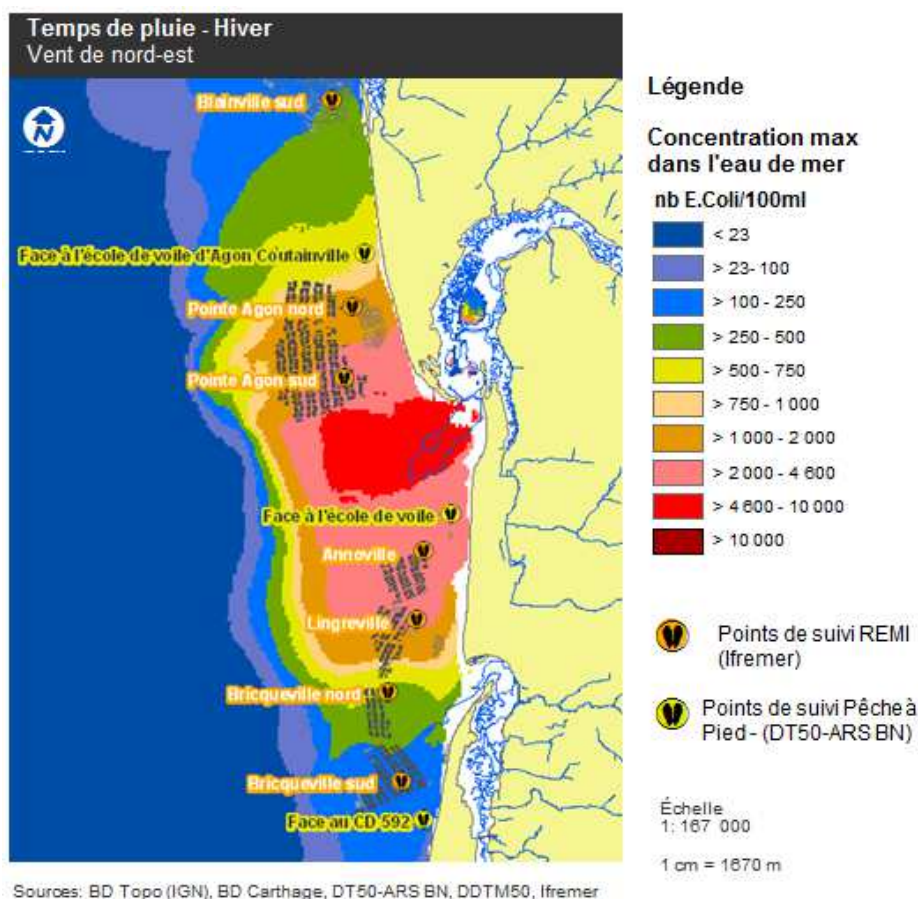 Temps de pluie - Hiver
Vent de nord-est
N
Blainville sud
Face à l'école de voile d'Agon Coutainville
Pointe Agon nord
Pointe Agon sud
Face à l'école de voile
Annoville
Lingreville
Bricqueville nord
Bricqueville sud
Face au CD 592
Légende
Concentration max
dans l'eau de mer
nb E.Coli/100ml
< 23
> 23- 100
> 100 - 250
> 250 - 500
> 500 - 750
> 750 - 1 000
> 1 000 - 2 000
> 2 000 - 4 600
> 4 600 - 10 000
> 10 000
Points de suivi REMI
(Ifremer)
Points de suivi Pêche à
Pied - (DT50-ARS BN)
Échelle
1: 167 000
1 cm = 1670 m
Sources: BD Topo (IGN), BD Carthage, DT50-ARS BN, DDTM50, Ifremer